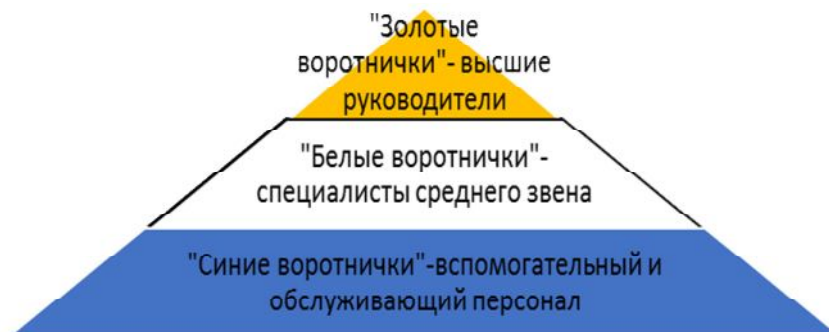 "Золотые
воротнички"- высшие
руководители
"Белые воротнички"-
специалисты среднего звена
"Синие воротнички"-вспомогательный и
обслуживающий персонал